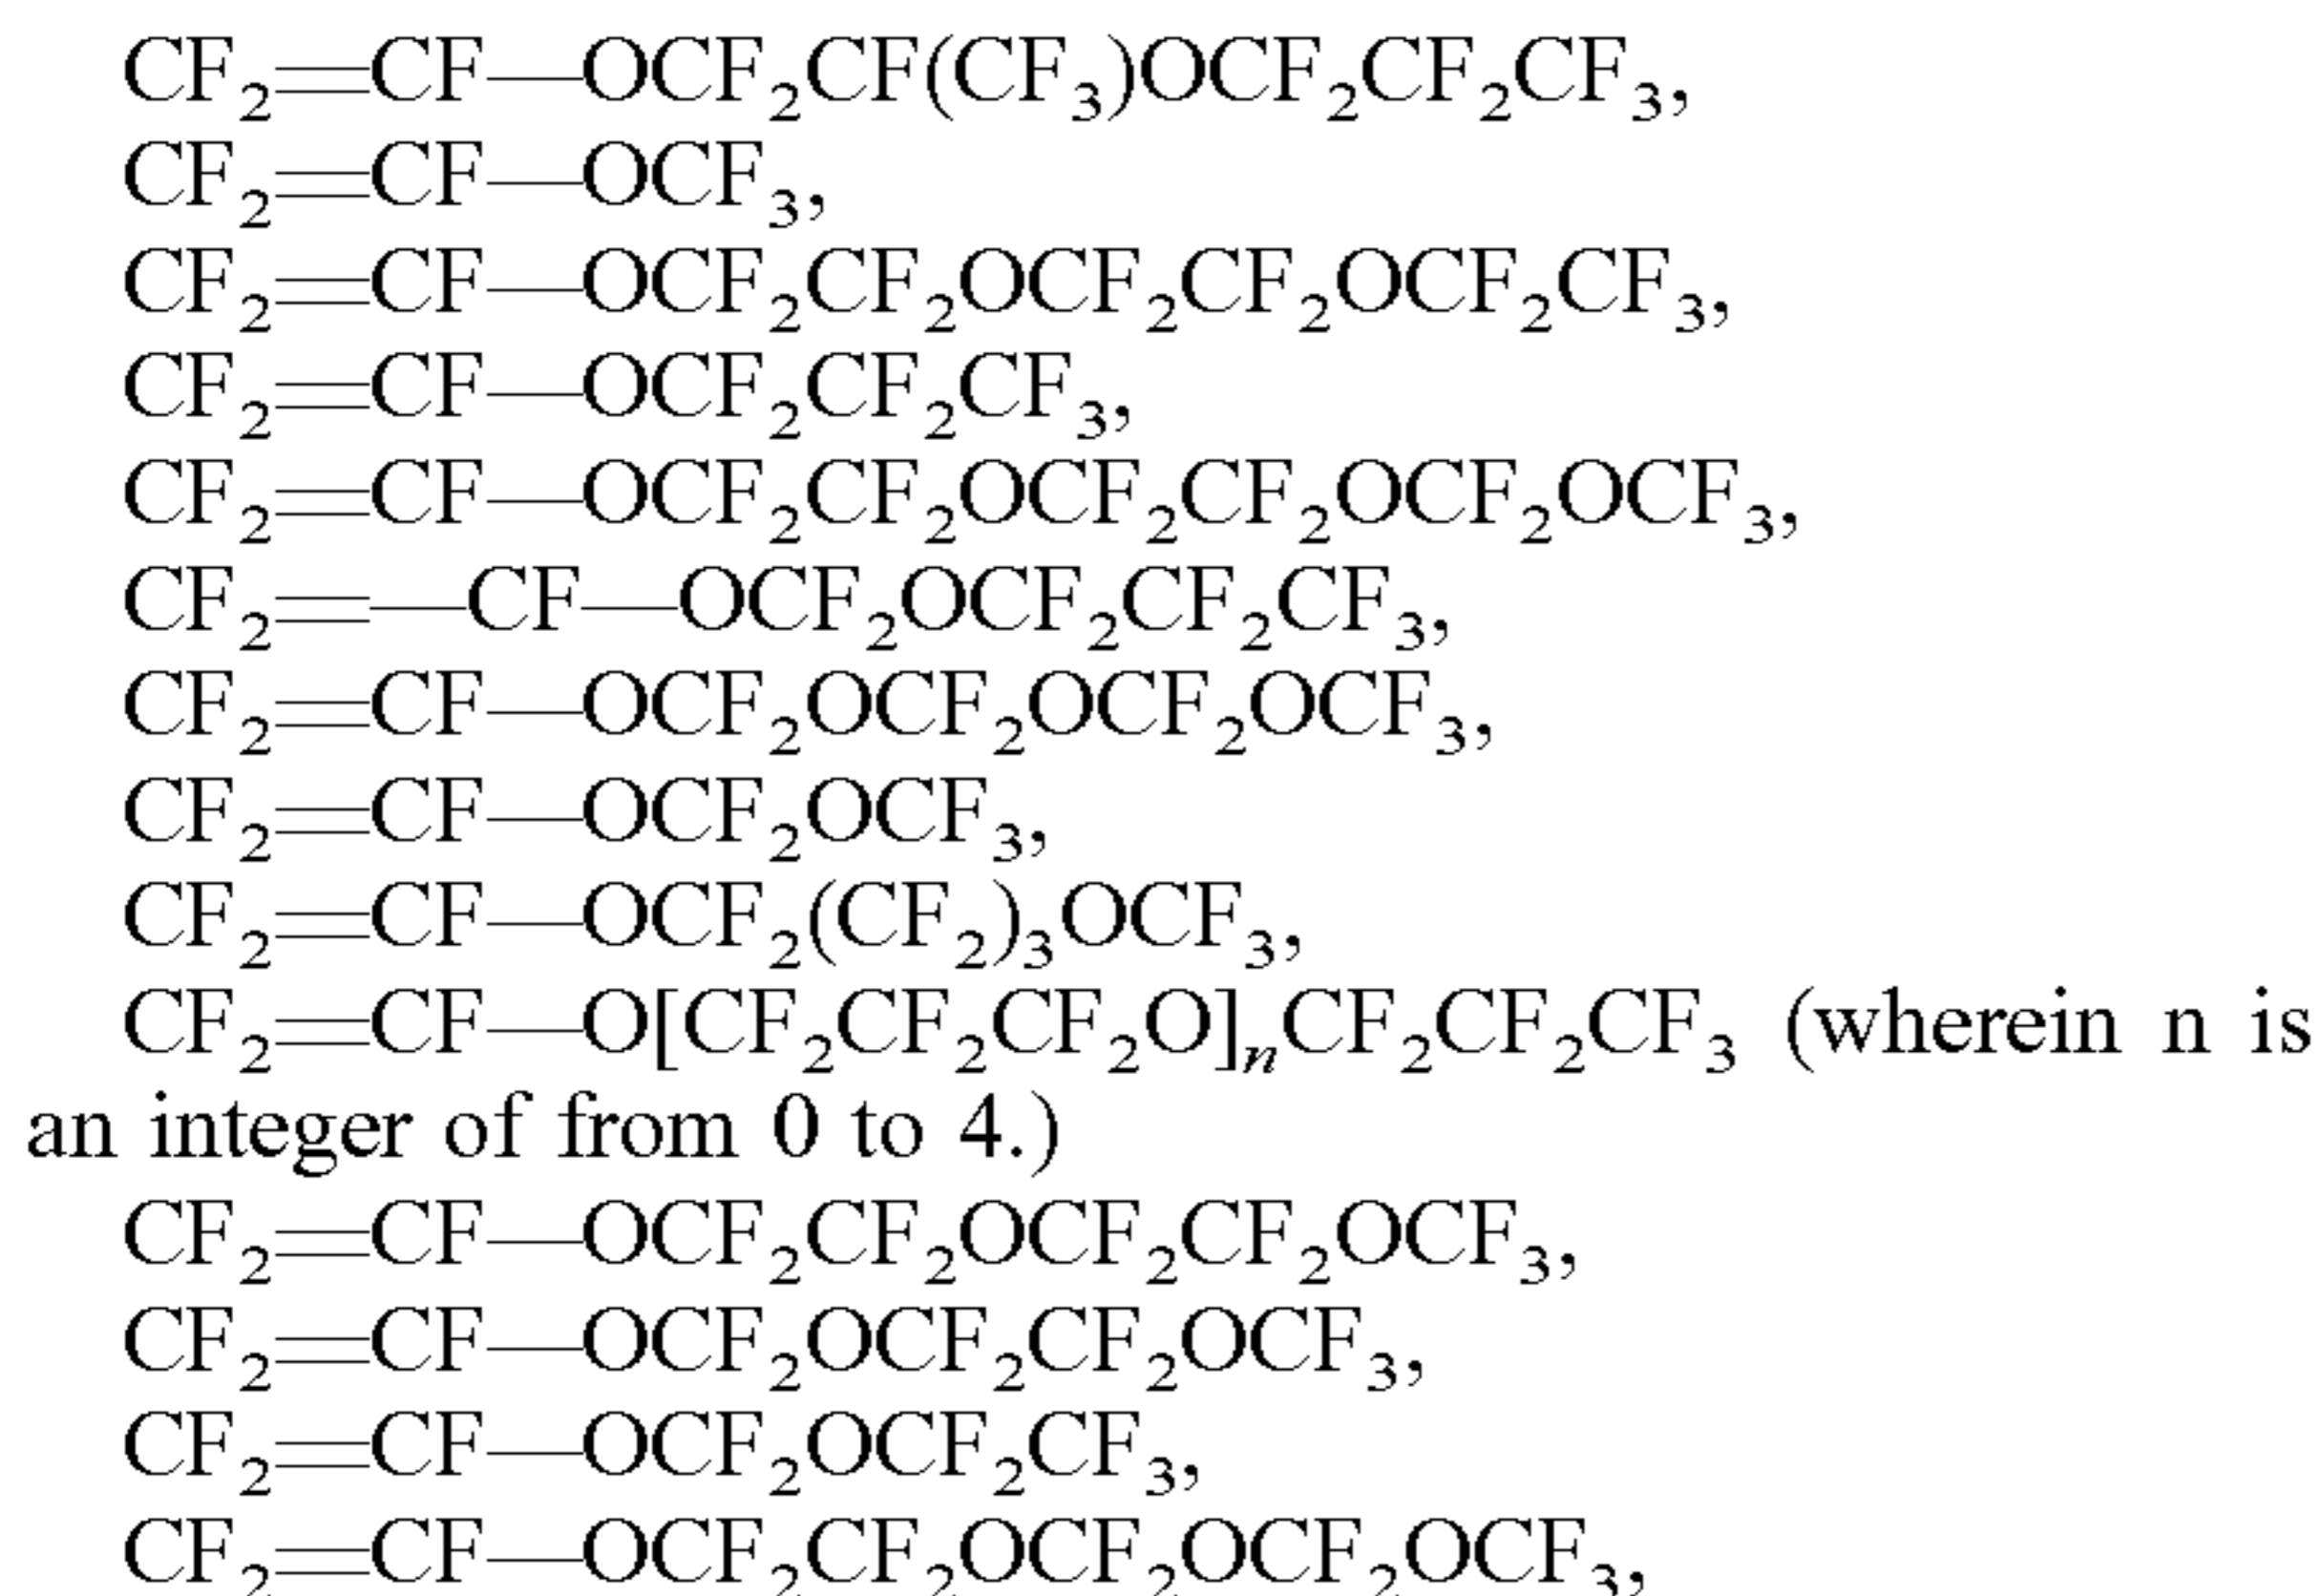 CF₂=CF—OCF₂CF(CF₃)OCF₂CF₂CF₃,
CF₂=CF—OCF₃,
CF₂=CF—OCF₂CF₂OCF₂CF₂OCF₂CF₃,
CF₂=CF—OCF₂CF₂CF₃,
CF₂=CF—OCF₂CF₂OCF₂CF₂OCF₂OCF₃,
CF₂=—CF—OCF₂OCF₂CF₂CF₃,
CF₂=CF—OCF₂OCF₂OCF₂OCF₃,
CF₂=CF—OCF₂OCF₃,
CF₂=CF—OCF₂(CF₂)₃OCF₃,
CF₂=CF—O[CF₂CF₂CF₂O]ₙCF₂CF₂CF₃ (wherein n is
an integer of from 0 to 4.)
CF₂=CF—OCF₂CF₂OCF₂CF₂OCF₃,
CF₂=CF—OCF₂OCF₂CF₂OCF₃,
CF₂=CF—OCF₂OCF₂CF₃,
CF₂=CF—OCF₂CF₂OCF₂OCF₂OCF₃,